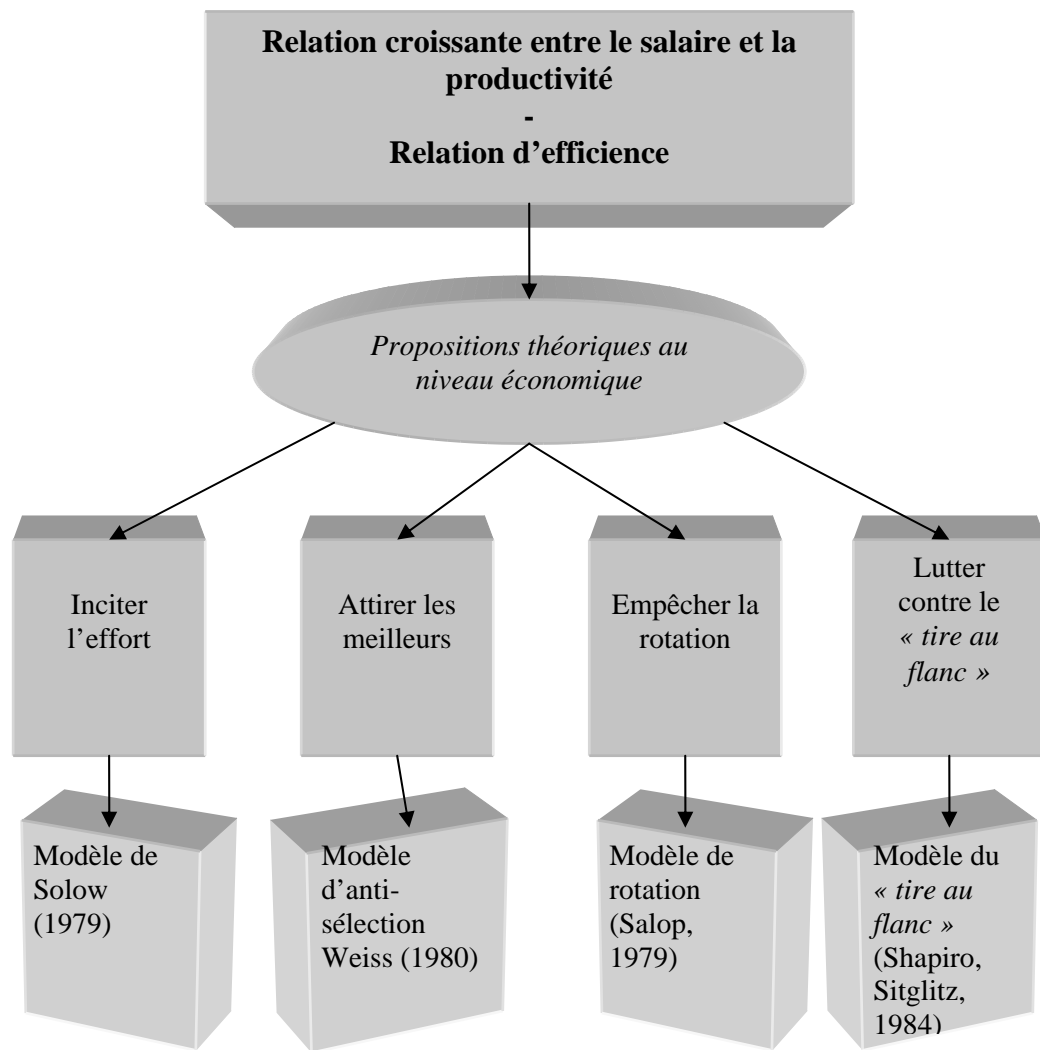 Relation croissante entre le salaire et la
productivité
-
Relation d’efficience
Propositions théoriques au
niveau économique
Inciter
l’effort
Attirer les
meilleurs
Empêcher la
rotation
Lutter
contre le
« tire au
flanc »
Modèle de
Solow
(1979)
Modèle
d’anti-
sélection
Weiss (1980)
Modèle de
rotation
(Salop,
1979)
Modèle du
« tire au
flanc »
(Shapiro,
Sitglitz,
1984)